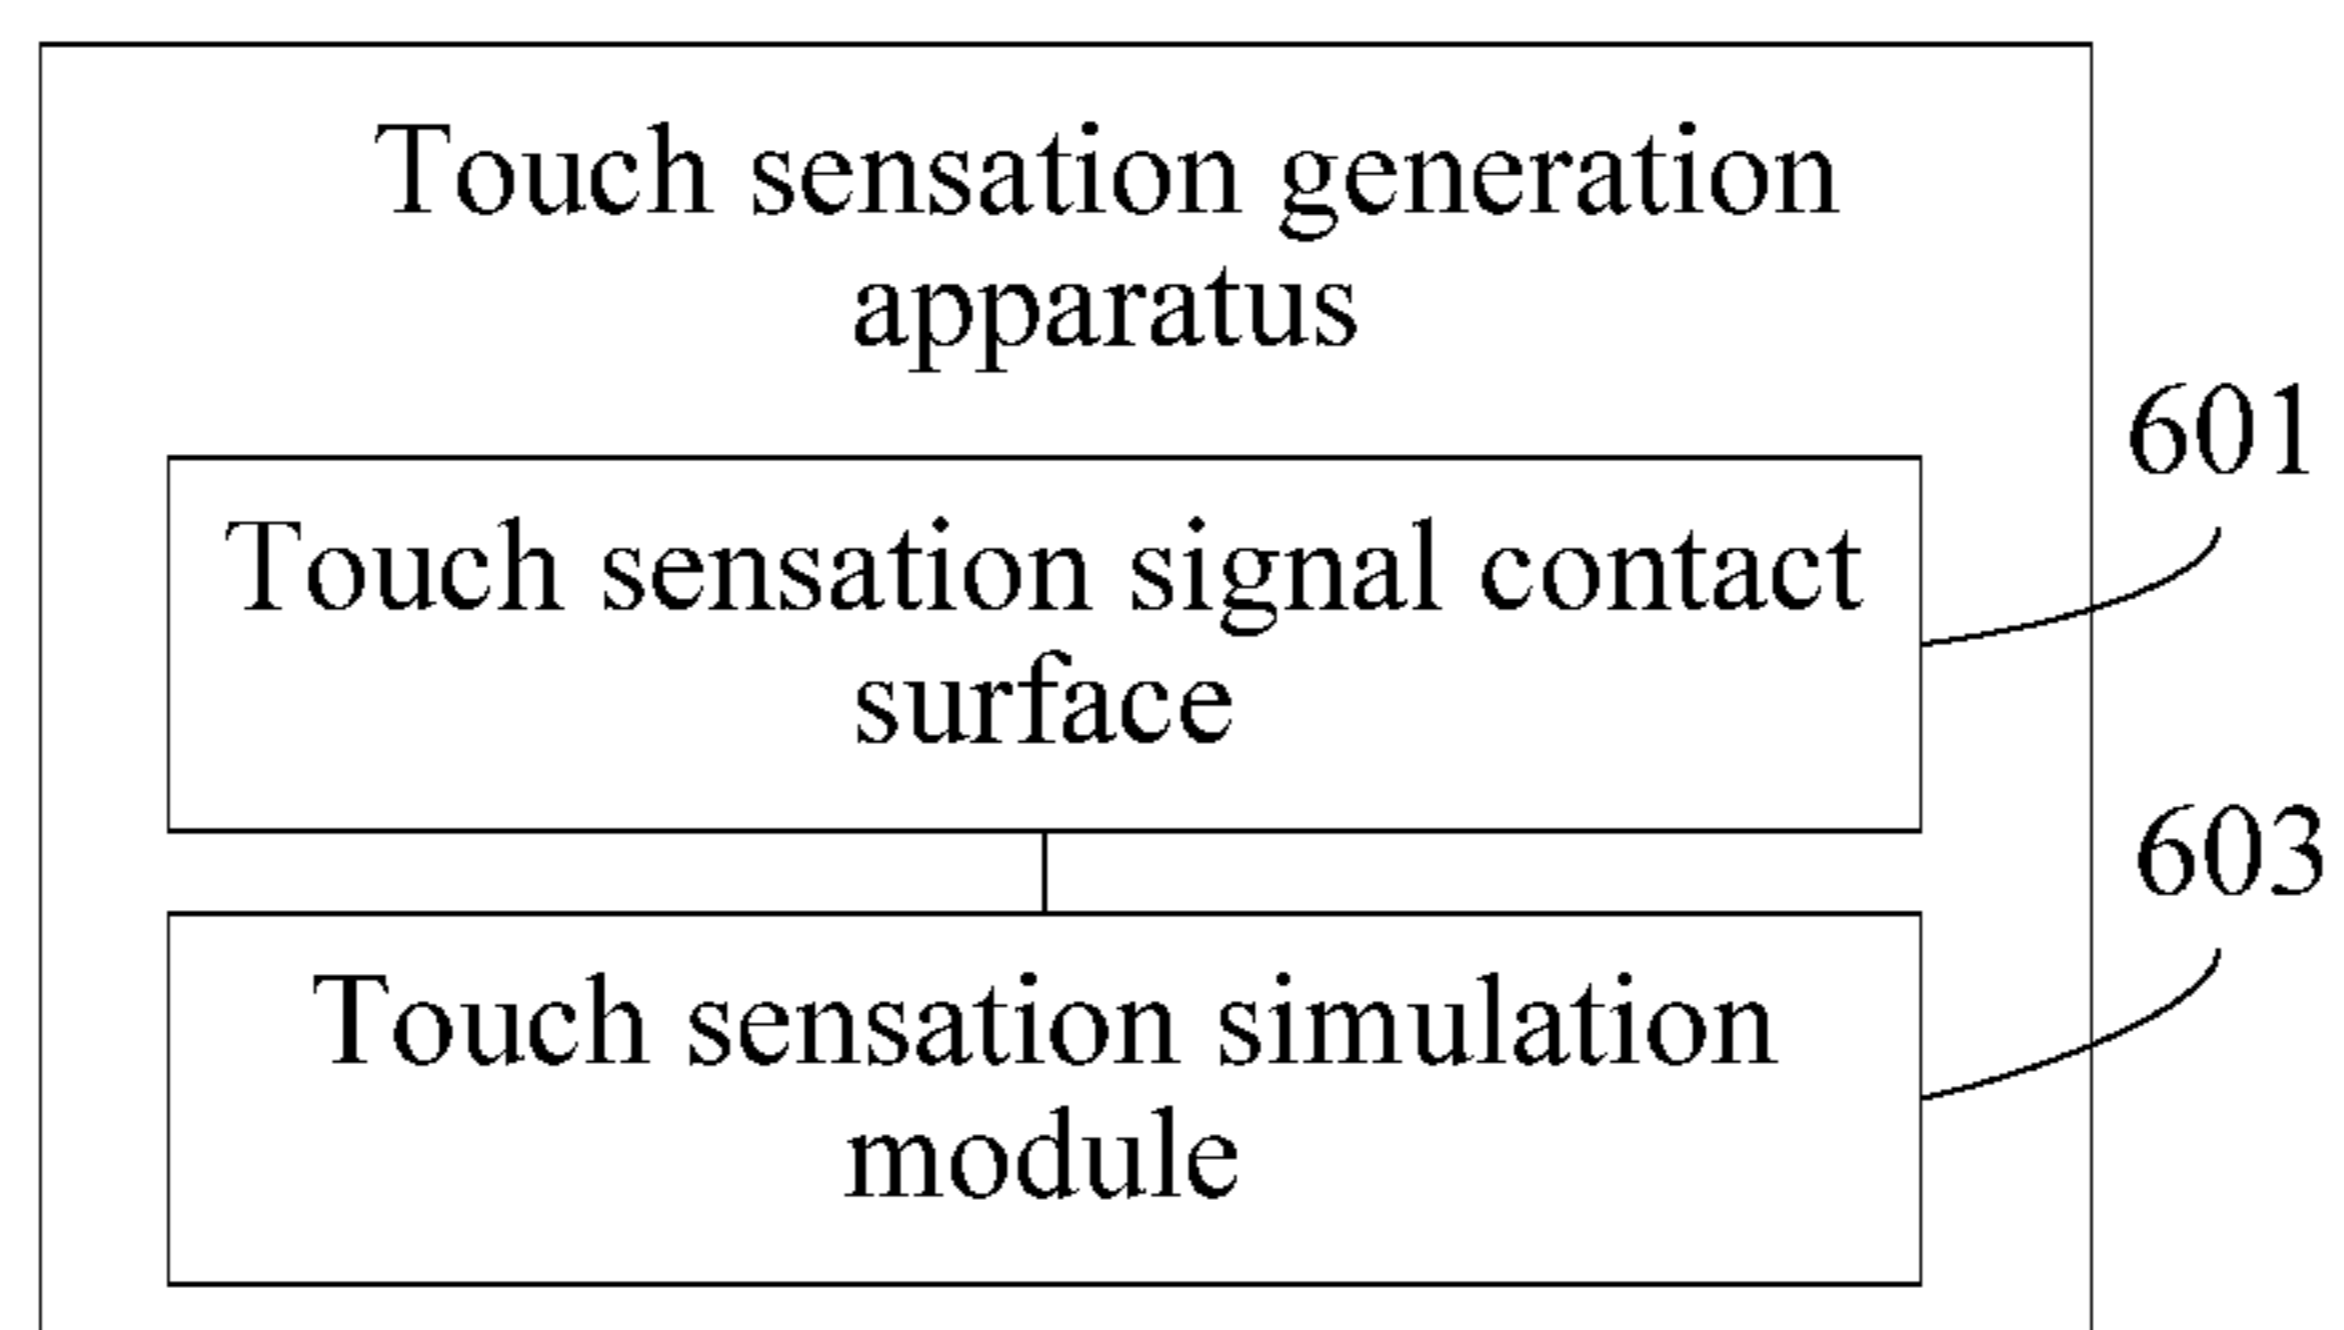 Touch sensation generation
apparatus
601
Touch sensation signal contact
surface
603
Touch sensation simulation
module